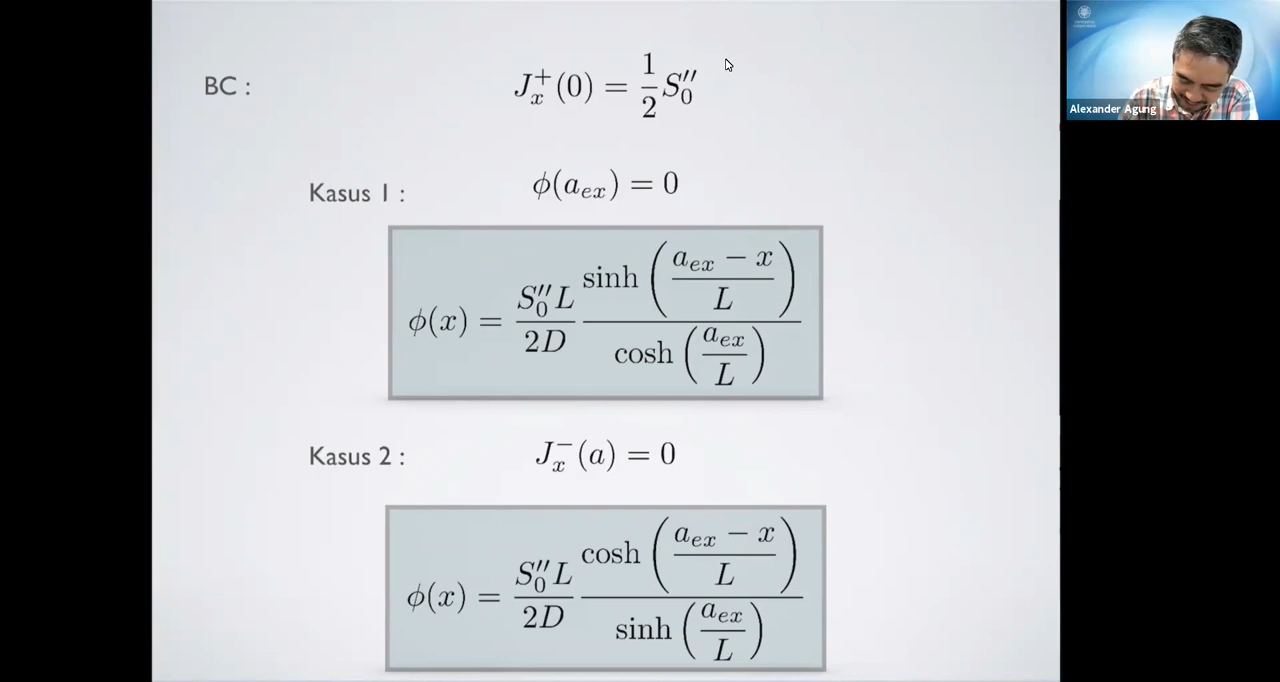 BC :
J_x^+(0) = \frac{1}{2} S_0''
Kasus 1 :
\phi(a_{ex}) = 0
\phi(x) = \frac{S_0'' L}{2D} \frac{\sinh\left(\frac{a_{ex} - x}{L}\right)}{\cosh\left(\frac{a_{ex}}{L}\right)}
Kasus 2 :
J_x^-(a) = 0
\phi(x) = \frac{S_0'' L}{2D} \frac{\cosh\left(\frac{a_{ex} - x}{L}\right)}{\sinh\left(\frac{a_{ex}}{L}\right)}
Alexander Agung